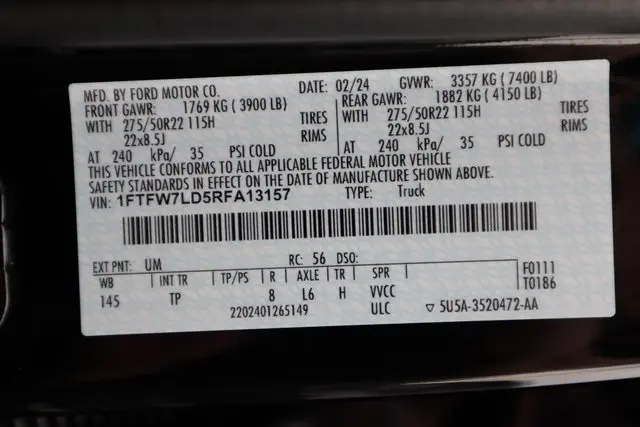 MFD. BY FORD MOTOR CO. DATE: 02/24 GVWR: 3357 KG ( 7400 LB)
FRONT GAWR: 1769 KG ( 3900 LB) REAR GAWR: 1882 KG ( 4150 LB)
WITH 275/50R22 115H TIRES WITH 275/50R22 115H TIRES
22x8.5J RIMS 22x8.5J RIMS
AT 240 kPa/ 35 PSI COLD AT 240 kPa/ 35 PSI COLD
THIS VEHICLE CONFORMS TO ALL APPLICABLE FEDERAL MOTOR VEHICLE
SAFETY STANDARDS IN EFFECT ON THE DATE OF MANUFACTURE SHOWN ABOVE.
VIN: 1FTFW7LD5RFA13157 TYPE: Truck
EXT PNT: UM RC: 56 DSO: F0111
WB INT TR TP/PS R AXLE TR SPR T0186
145 TP 8 L6 H VVCC
2202401265149 ULC ▽ 5U5A-3520472-AA